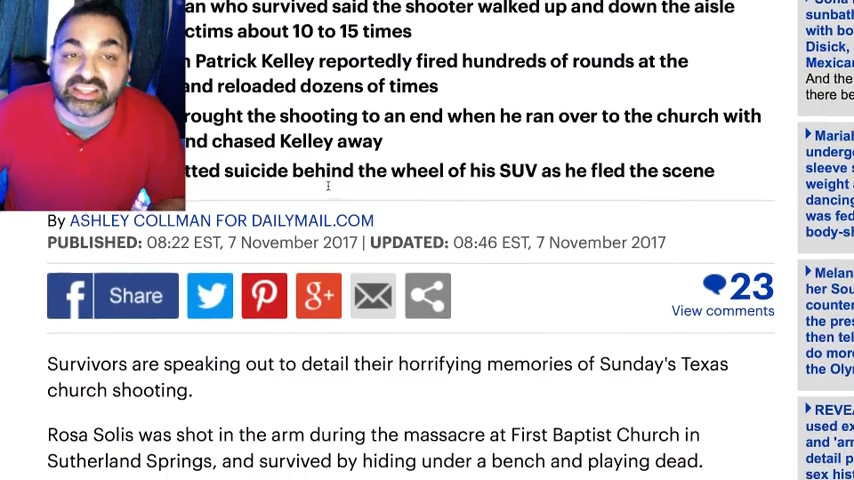 an who survived said the shooter walked up and down the aisle
ctims about 10 to 15 times
Patrick Kelley reportedly fired hundreds of rounds at the
and reloaded dozens of times
rought the shooting to an end when he ran over to the church with
nd chased Kelley away
tted suicide behind the wheel of his SUV as he fled the scene
By ASHLEY COLLMAN FOR DAILYMAIL.COM
PUBLISHED: 08:22 EST, 7 November 2017 | UPDATED: 08:46 EST, 7 November 2017
f Share
g+
23
View comments
Survivors are speaking out to detail their horrifying memories of Sunday's Texas
church shooting.
Rosa Solis was shot in the arm during the massacre at First Baptist Church in
Sutherland Springs, and survived by hiding under a bench and playing dead.
sunbath
with bo
Disick,
Mexica
And the
there be
Mariah
underg
sleeve s
weight a
dancing
was fed
body-sh
Melan
her Sou
counter
the pres
then tel
do more
the Oly
REVEA
used ex
and 'arr
detail p
sex hist